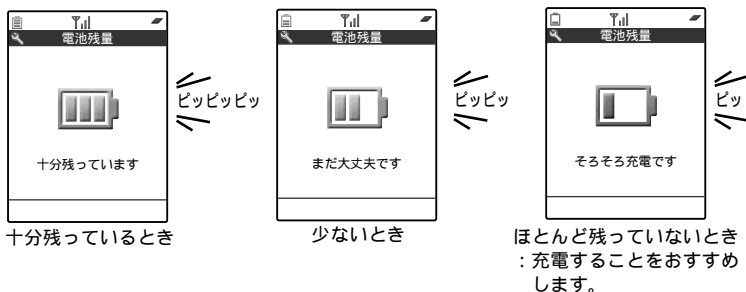 電池残量
ピッピッピッ
十分残っています
十分残っているとき
電池残量
ピッピッ
まだ大丈夫です
少ないとき
電池残量
ピッ
そろそろ充電です
ほとんど残っていないとき
：充電することをおすすめ
します。